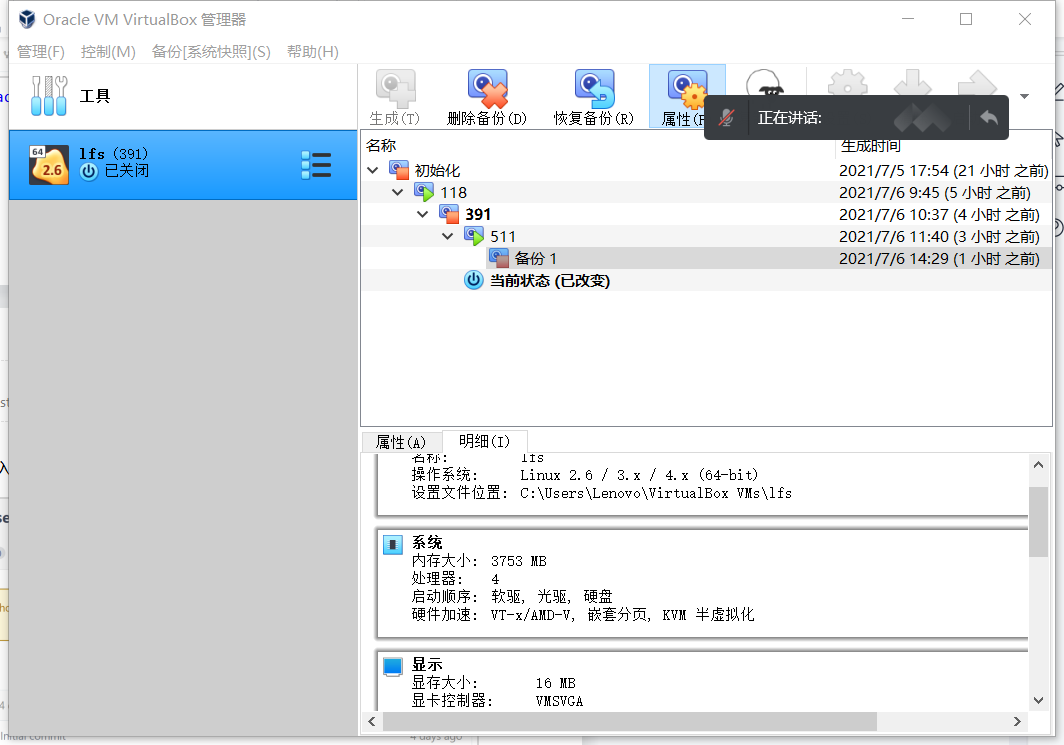 Oracle VM VirtualBox 管理器
管理(F) 控制(M) 备份[系统快照](S) 帮助(H)
工具
生成(T) 删除备份(D) 恢复备份(R)
正在讲话:
64
2.6
lfs (391)
已关闭
名称 生成时间
初始化 2021/7/5 17:54 (21 小时 之前)
118 2021/7/6 9:45 (5 小时 之前)
391 2021/7/6 10:37 (4 小时 之前)
511 2021/7/6 11:40 (3 小时 之前)
备份 1 2021/7/6 14:29 (1 小时 之前)
当前状态 (已改变)
属性(A) 明细(I)
名称: lfs
操作系统: Linux 2.6 / 3.x / 4.x (64-bit)
设置文件位置: C:\Users\Lenovo\VirtualBox VMs\lfs
系统
内存大小: 3753 MB
处理器: 4
启动顺序: 软驱, 光驱, 硬盘
硬件加速: VT-x/AMD-V, 嵌套分页, KVM 半虚拟化
显示
显存大小: 16 MB
显卡控制器: VMSVGA
Initial commit 4 days ago